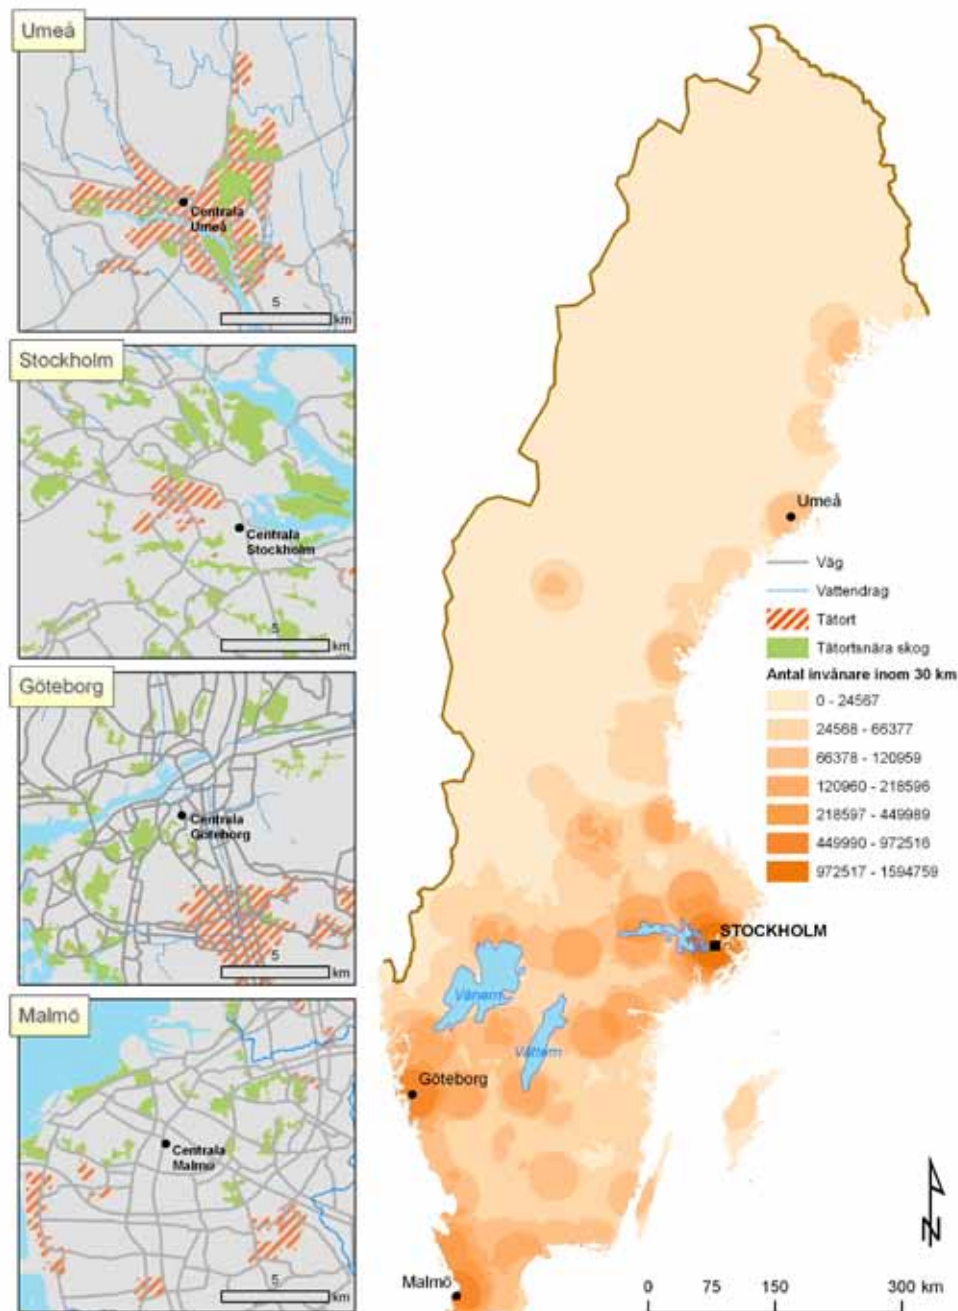 Umeå
Centrala
Umeå
5
km
Stockholm
Centrala
Stockholm
5
km
Göteborg
Centrala
Göteborg
5
km
Malmö
Centrala
Malmö
5
km
Umeå
Väg
Vattendrag
Tätort
Tätortsnära skog
Antal invånare inom 30 km
0 - 24567
24568 - 66377
66378 - 120959
120960 - 218596
218597 - 449989
449990 - 972516
972517 - 1594759
STOCKHOLM
Vänern
Vättern
Göteborg
Malmö
N
0 75 150 300 km